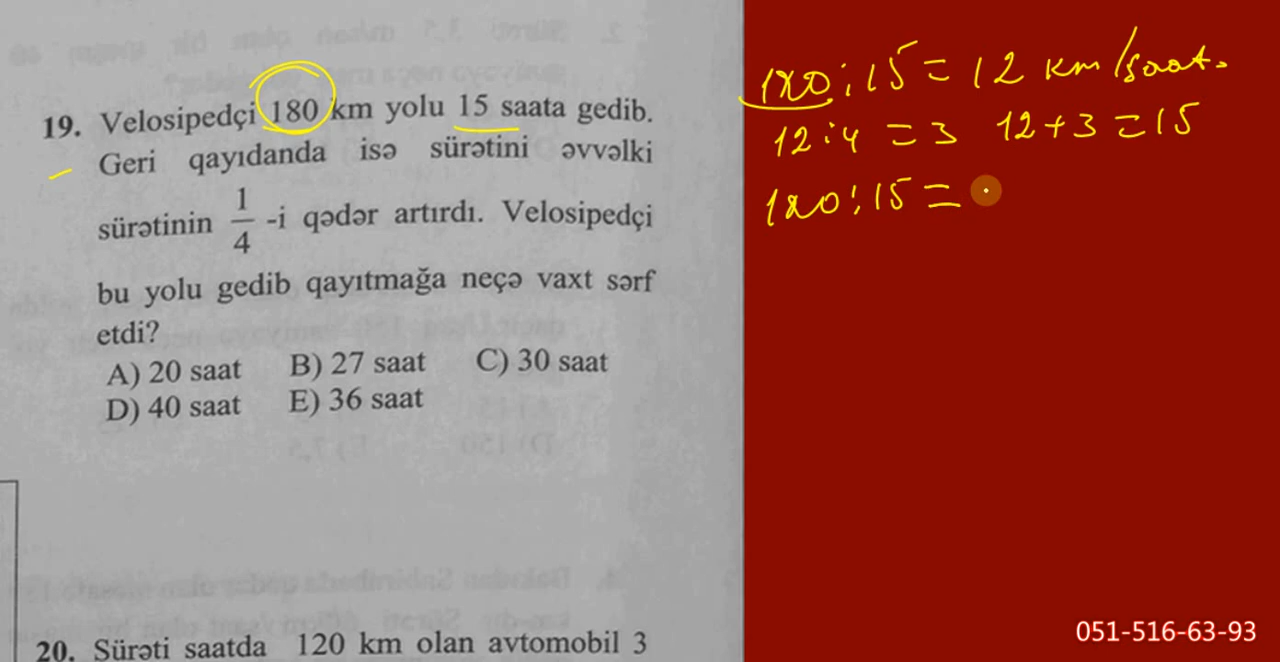 19. Velosipedçi 180 km yolu 15 saata gedib.
Geri qayıdanda isə sürətini əvvəlki
sürətinin 1/4 -i qədər artırdı. Velosipedçi
bu yolu gedib qayıtmağa neçə vaxt sərf
etdi?
A) 20 saat B) 27 saat C) 30 saat
D) 40 saat E) 36 saat
20. Sürəti saatda 120 km olan avtomobil 3
180:15=12 km/saat.
12:4=3 12+3=15
180:15=
051-516-63-93